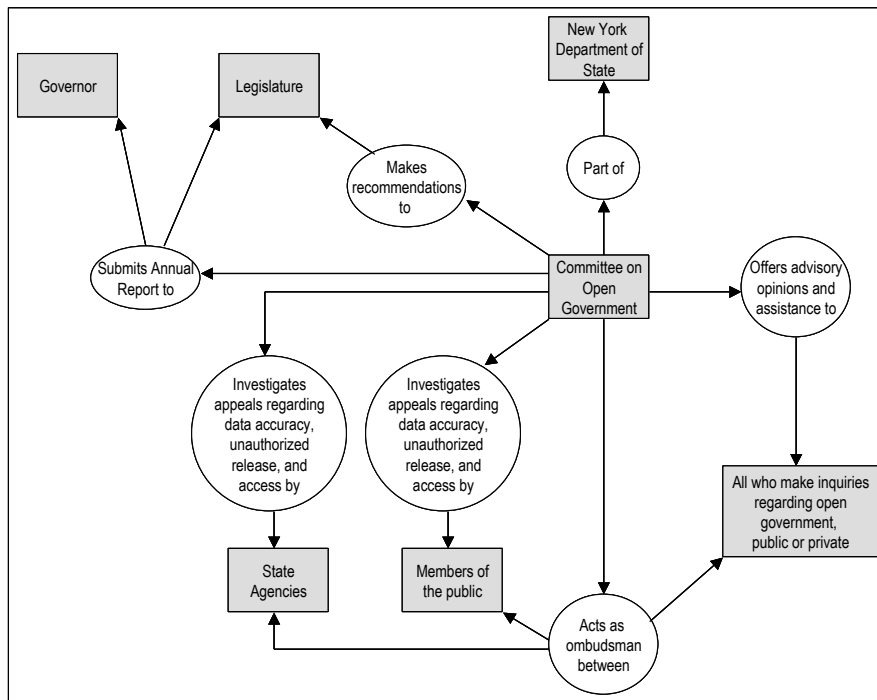 New York
Department of
State
Governor
Legislature
Makes
recommendations
to
Part of
Submits Annual
Report to
Committee on
Open
Government
Offers advisory
opinions and
assistance to
Investigates
appeals regarding
data accuracy,
unauthorized
release, and
access by
Investigates
appeals regarding
data accuracy,
unauthorized
release, and
access by
All who make inquiries
regarding open
government,
public or private
State
Agencies
Members of
the public
Acts as
ombudsman
between